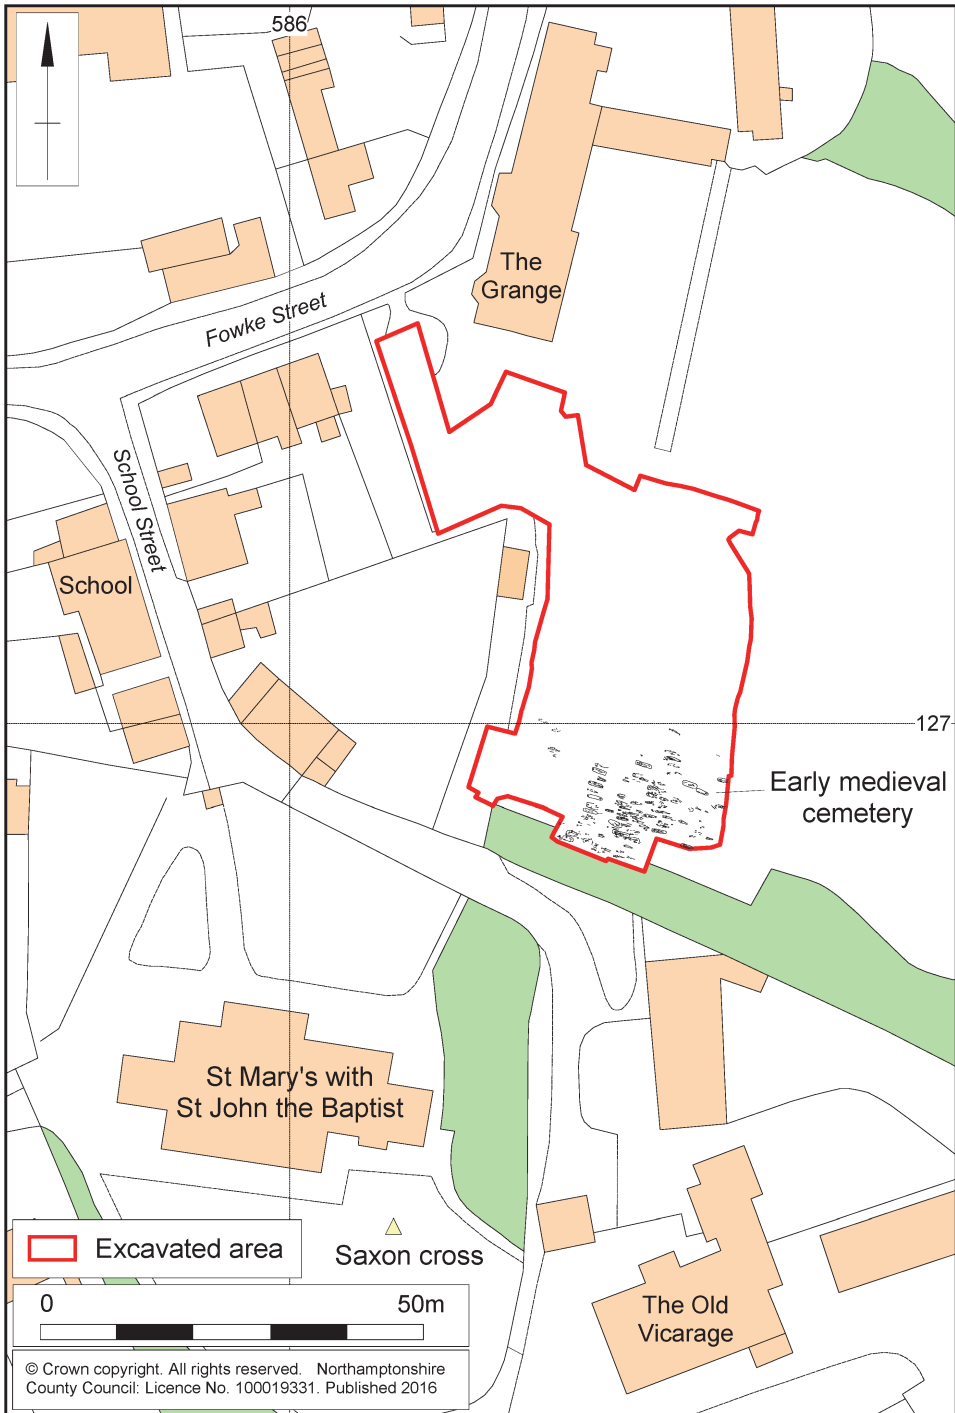 586
The
Grange
Fowke Street
School Street
School
127
Early medieval
cemetery
St Mary's with
St John the Baptist
Excavated area
Saxon cross
0 50m
The Old
Vicarage
© Crown copyright. All rights reserved. Northamptonshire
County Council: Licence No. 100019331. Published 2016